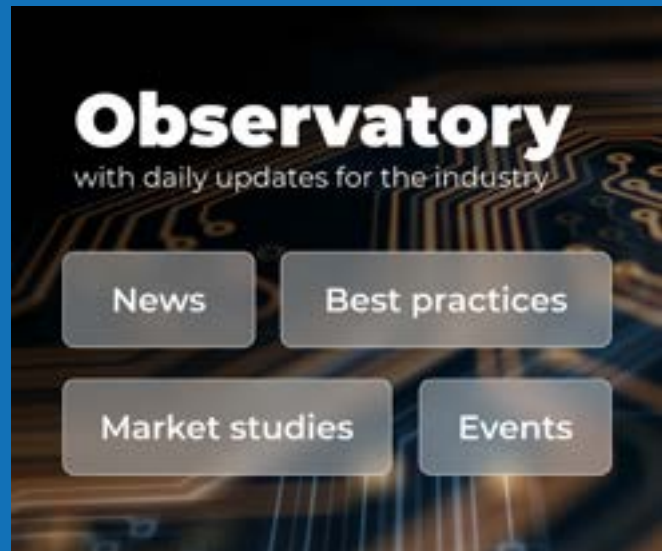 Observatory
with daily updates for the industry
News
Best practices
Market studies
Events